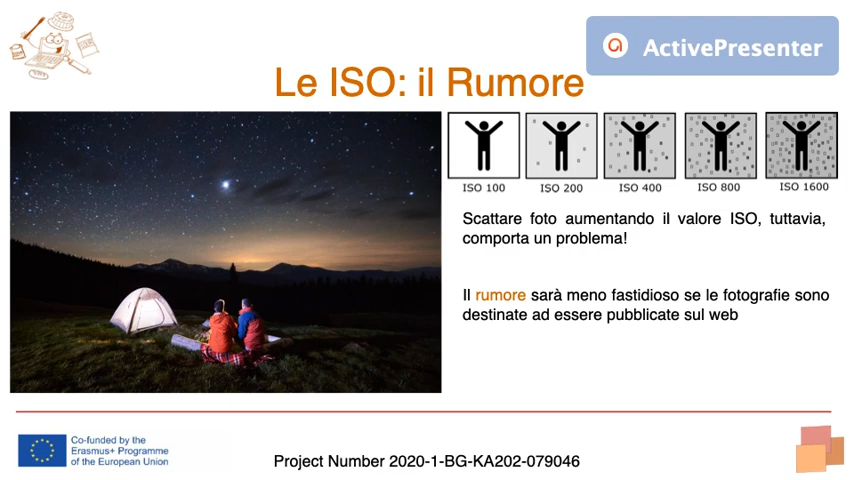 ActivePresenter
Le ISO: il Rumore
ISO 100
ISO 200
ISO 400
ISO 800
ISO 1600
Scattare foto aumentando il valore ISO, tuttavia,
comporta un problema!
Il rumore sarà meno fastidioso se le fotografie sono
destinate ad essere pubblicate sul web
Co-funded by the
Erasmus+ Programme
of the European Union
Project Number 2020-1-BG-KA202-079046